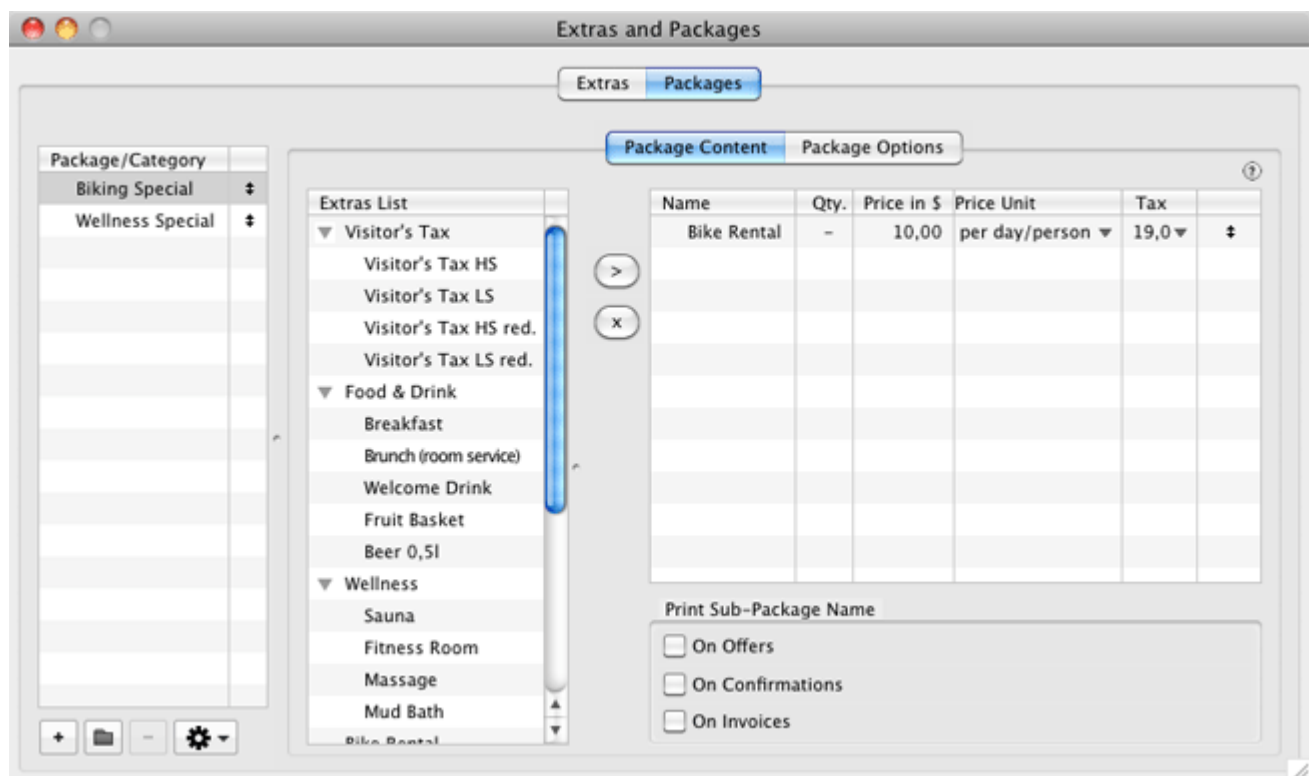 Extras and Packages
Extras Packages
Package/Category
Biking Special
Wellness Special
Package Content Package Options
?
Extras List
Visitor's Tax
Visitor's Tax HS
Visitor's Tax LS
Visitor's Tax HS red.
Visitor's Tax LS red.
Food & Drink
Breakfast
Brunch (room service)
Welcome Drink
Fruit Basket
Beer 0,5l
Wellness
Sauna
Fitness Room
Massage
Mud Bath
Bike Rental
>
x
Name Qty. Price in $ Price Unit Tax
Bike Rental – 10,00 per day/person 19,0
Print Sub-Package Name
On Offers
On Confirmations
On Invoices
+ –